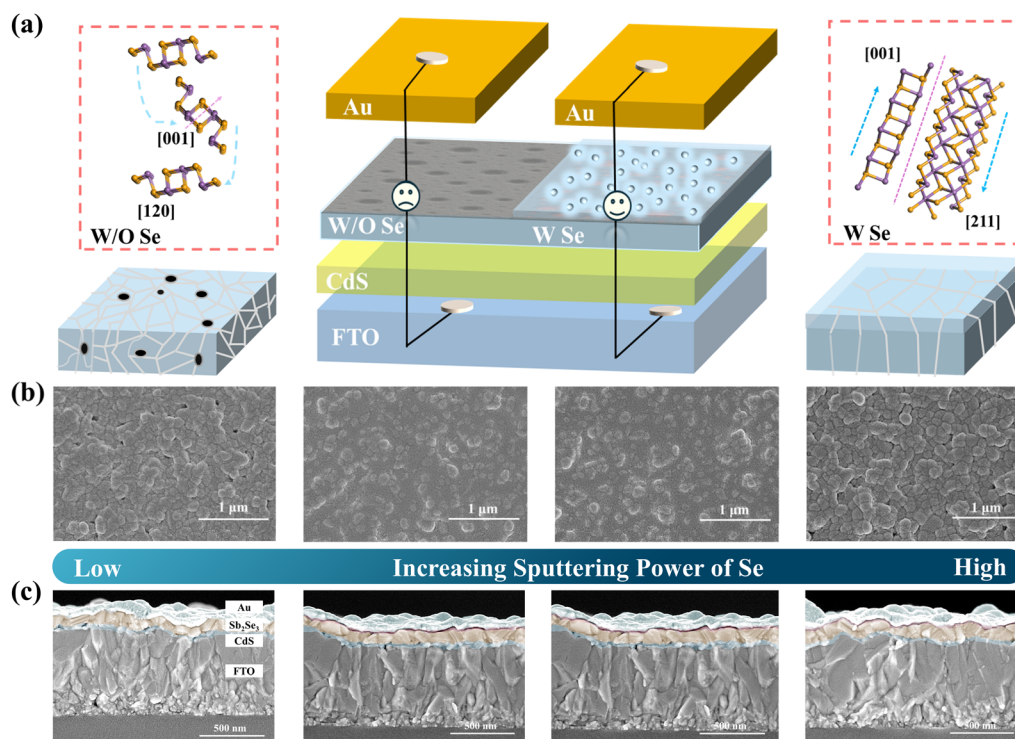 (a)
[001]
[120]
W/O Se
Au
Au
W/O Se
W Se
CdS
FTO
[001]
[211]
W Se
(b)
1 μm
1 μm
1 μm
1 μm
Low
Increasing Sputtering Power of Se
High
(c)
Au
Sb₂Se₃
CdS
FTO
500 nm
500 nm
500 nm
500 nm